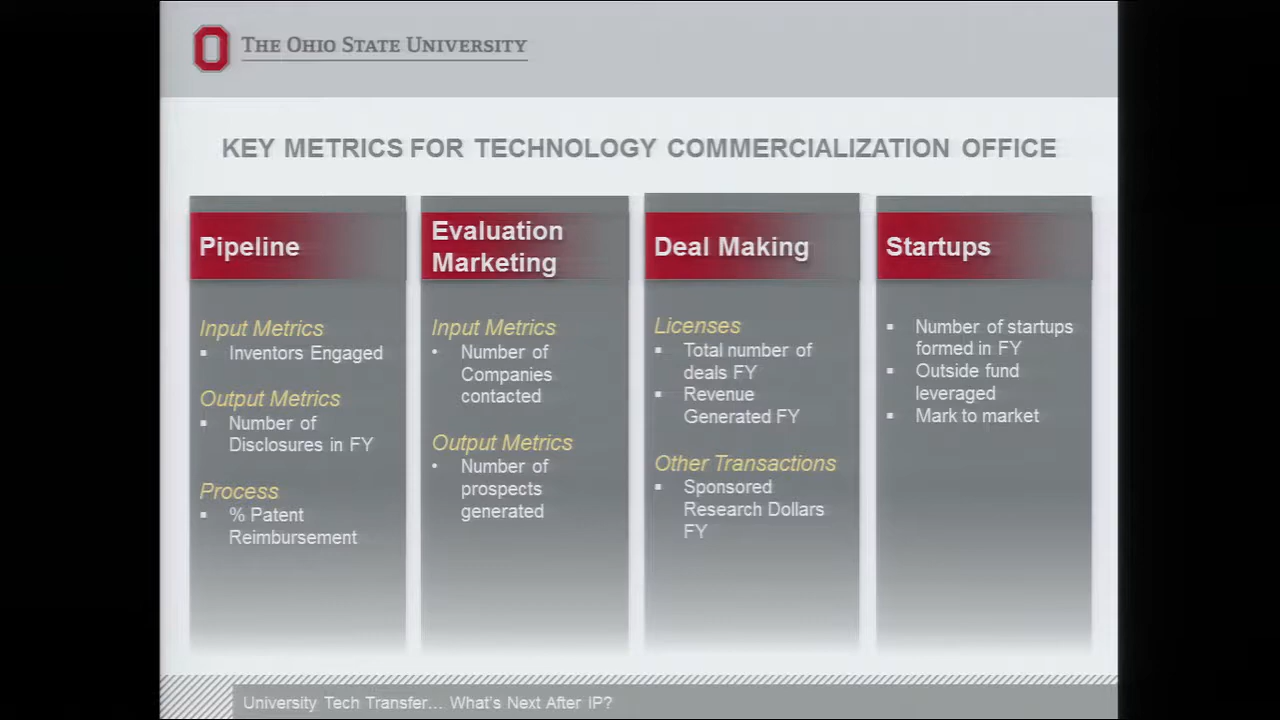 THE OHIO STATE UNIVERSITY
KEY METRICS FOR TECHNOLOGY COMMERCIALIZATION OFFICE
Pipeline
Input Metrics
▪ Inventors Engaged
Output Metrics
▪ Number of
Disclosures in FY
Process
▪ % Patent
Reimbursement
Evaluation
Marketing
Input Metrics
• Number of
Companies
contacted
Output Metrics
• Number of
prospects
generated
Deal Making
Licenses
▪ Total number of
deals FY
▪ Revenue
Generated FY
Other Transactions
▪ Sponsored
Research Dollars
FY
Startups
▪ Number of startups
formed in FY
▪ Outside fund
leveraged
▪ Mark to market
University Tech Transfer… What's Next After IP?